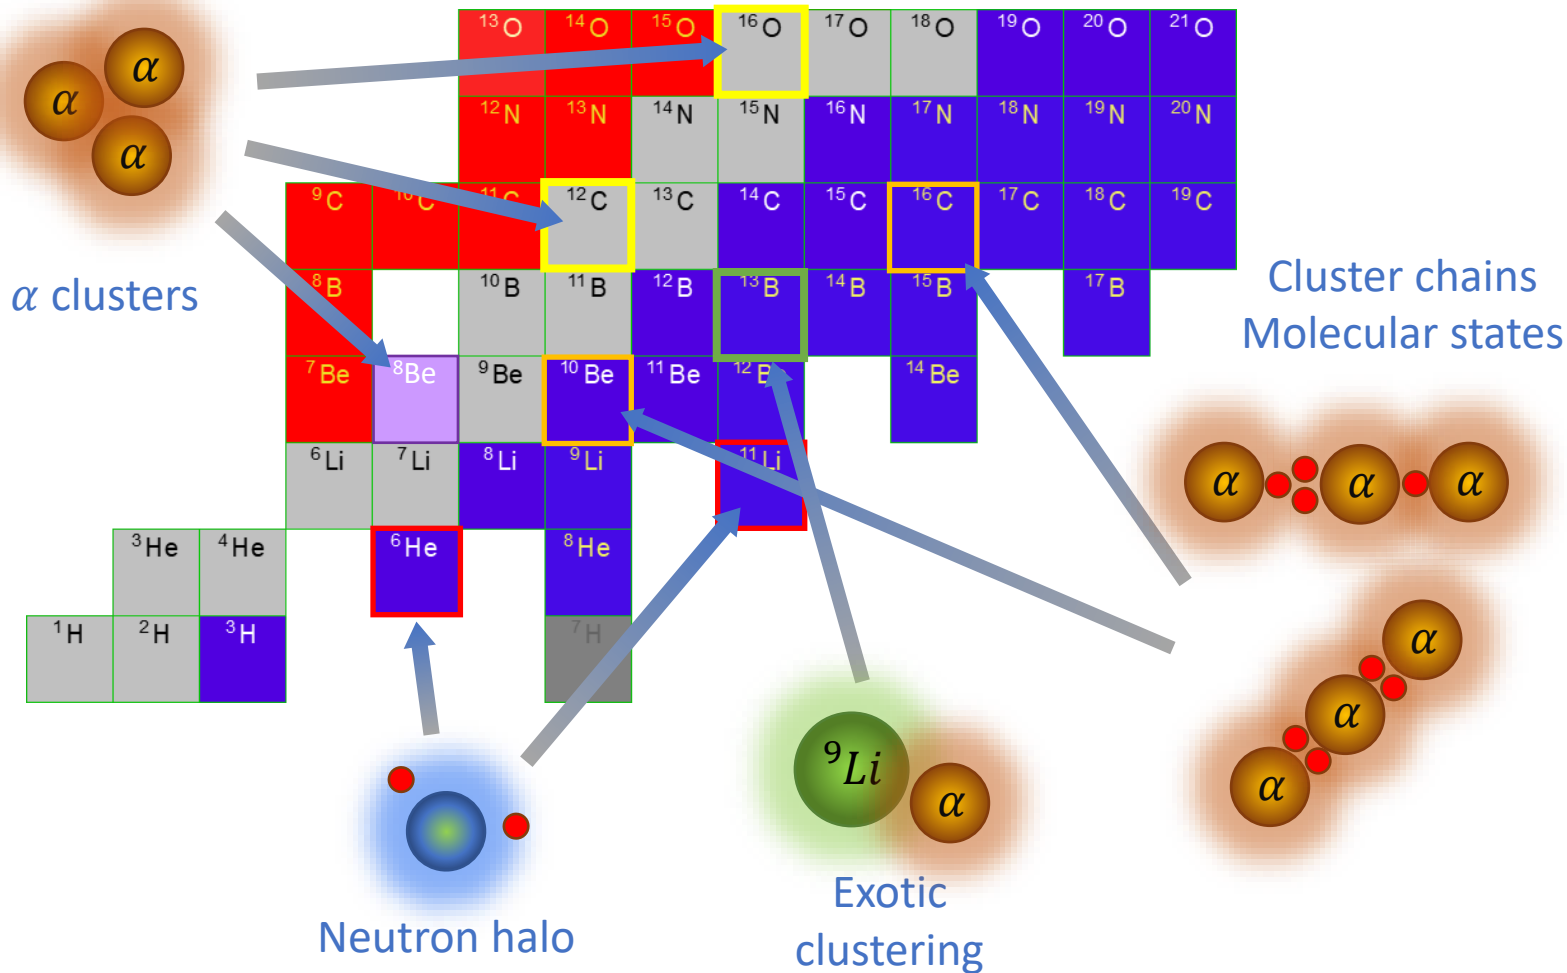 ¹³O ¹⁴O ¹⁵O ¹⁶O ¹⁷O ¹⁸O ¹⁹O ²⁰O ²¹O
α
α
α
¹²N ¹³N ¹⁴N ¹⁵N ¹⁶N ¹⁷N ¹⁸N ¹⁹N ²⁰N
⁹C ¹⁰C ¹¹C ¹²C ¹³C ¹⁴C ¹⁵C ¹⁶C ¹⁷C ¹⁸C ¹⁹C
α clusters
⁸B ¹⁰B ¹¹B ¹²B ¹³B ¹⁴B ¹⁵B ¹⁷B
Cluster chains
Molecular states
⁷Be ⁸Be ⁹Be ¹⁰Be ¹¹Be ¹²Be ¹⁴Be
⁶Li ⁷Li ⁸Li ⁹Li ¹¹Li
α α α
³He ⁴He ⁶He ⁸He
¹H ²H ³H ⁷H
α
α
α
⁹Li
α
Neutron halo
Exotic
clustering